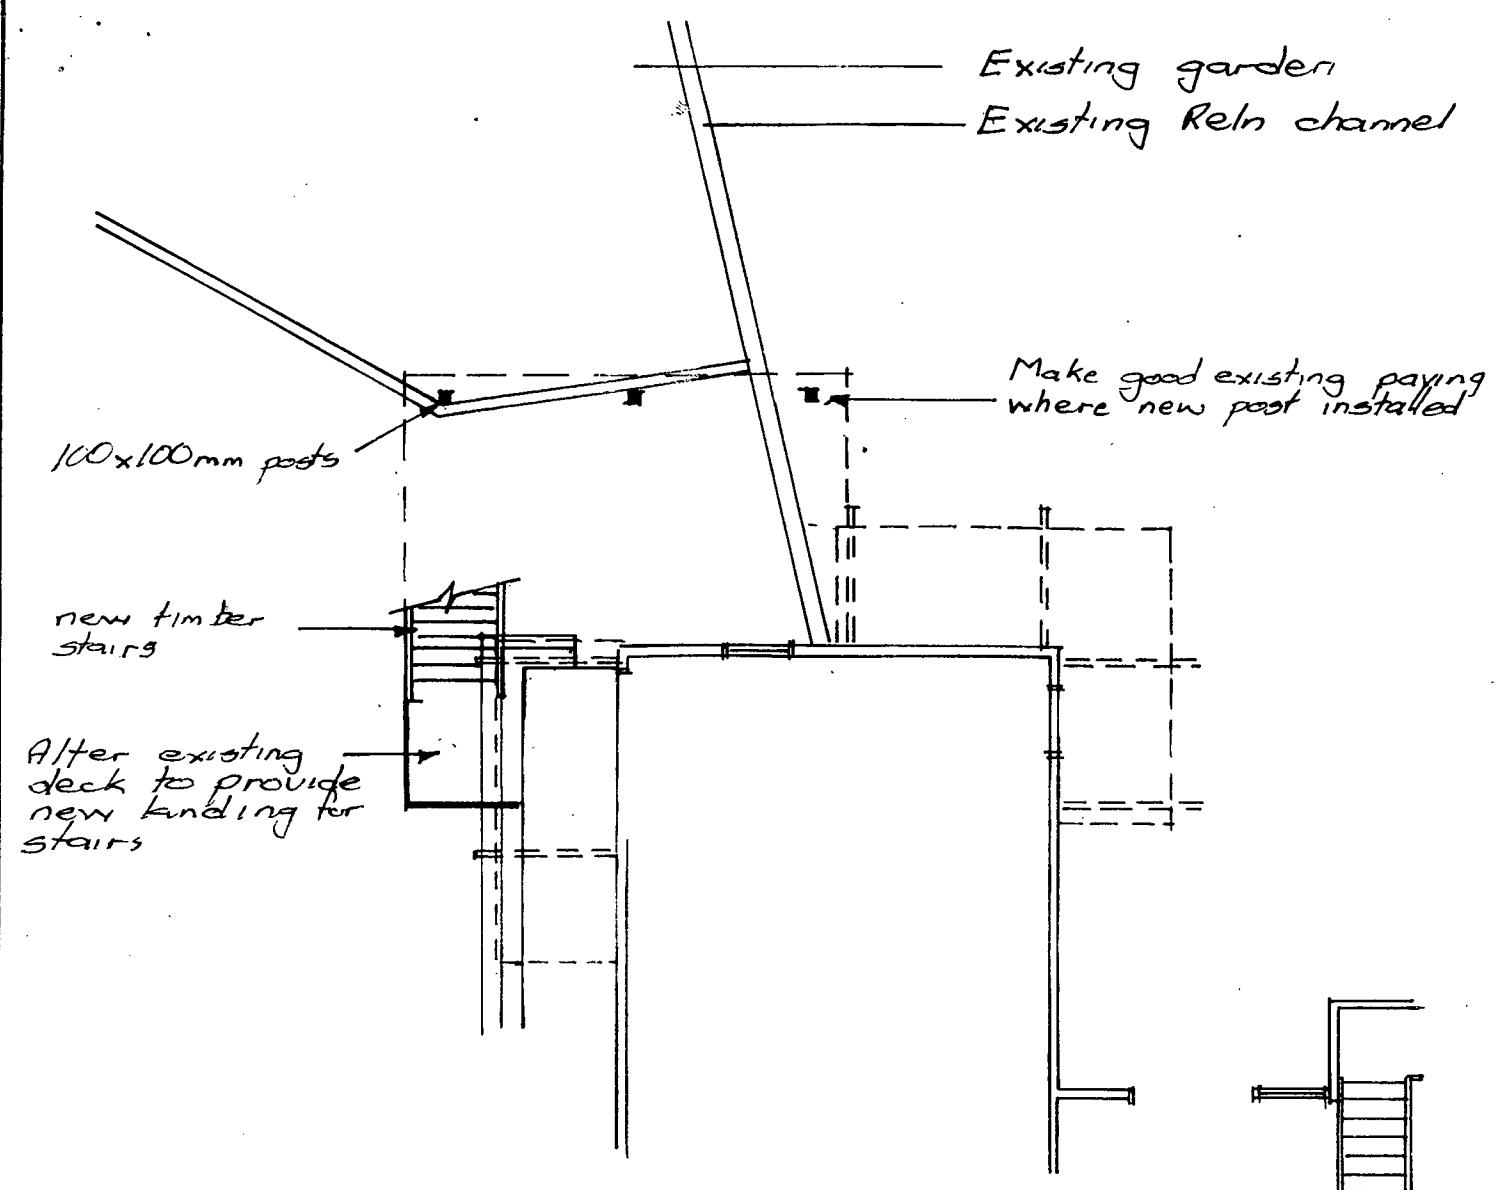 Existing garden
Existing Reln channel
Make good existing paving
where new post installed
100x100mm posts
new timber
stairs
Alter existing
deck to provide
new landing for
stairs